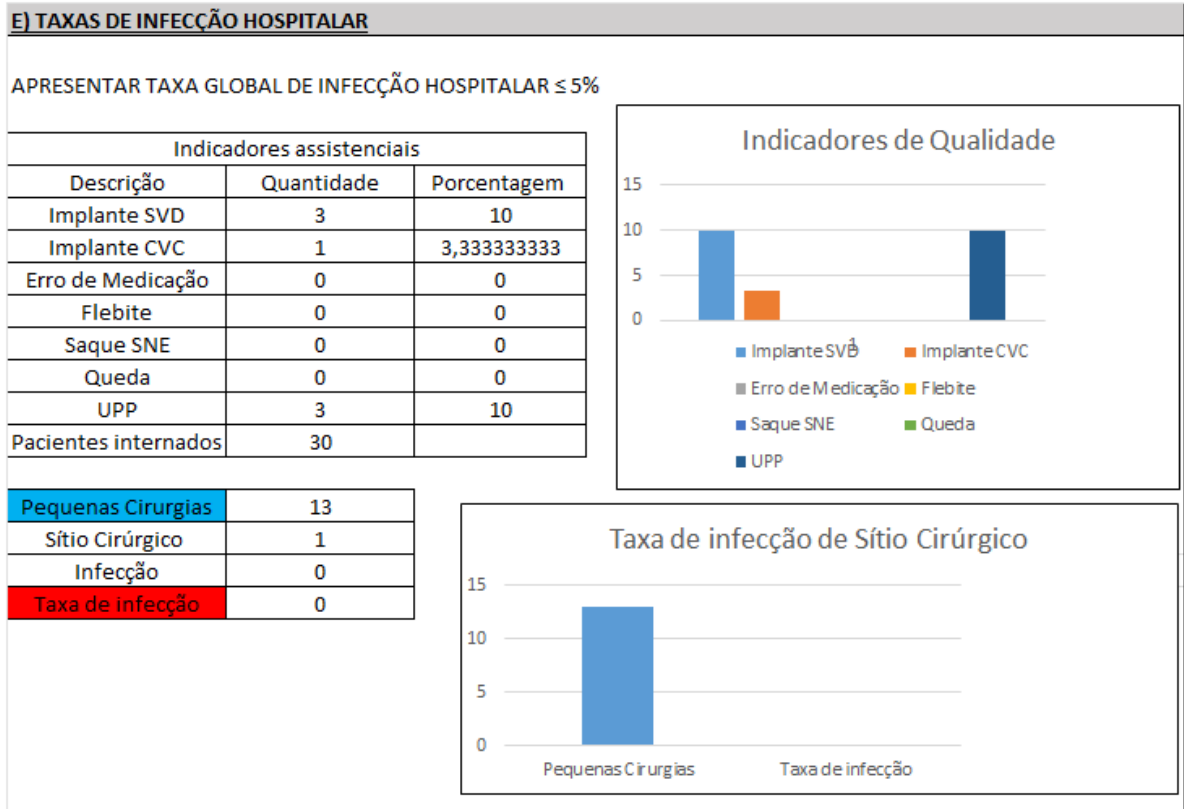 E) TAXAS DE INFECÇÃO HOSPITALAR
APRESENTAR TAXA GLOBAL DE INFECÇÃO HOSPITALAR ≤ 5%
Indicadores assistenciais
Descrição Quantidade Porcentagem
Implante SVD 3 10
Implante CVC 1 3,333333333
Erro de Medicação 0 0
Flebite 0 0
Saque SNE 0 0
Queda 0 0
UPP 3 10
Pacientes internados 30
Indicadores de Qualidade
15
10
5
0
1
Implante SVD Implante CVC
Erro de Medicação Flebite
Saque SNE Queda
UPP
Pequenas Cirurgias 13
Sítio Cirúrgico 1
Infecção 0
Taxa de infecção 0
Taxa de infecção de Sítio Cirúrgico
15
10
5
0
Pequenas Cirurgias Taxa de infecção